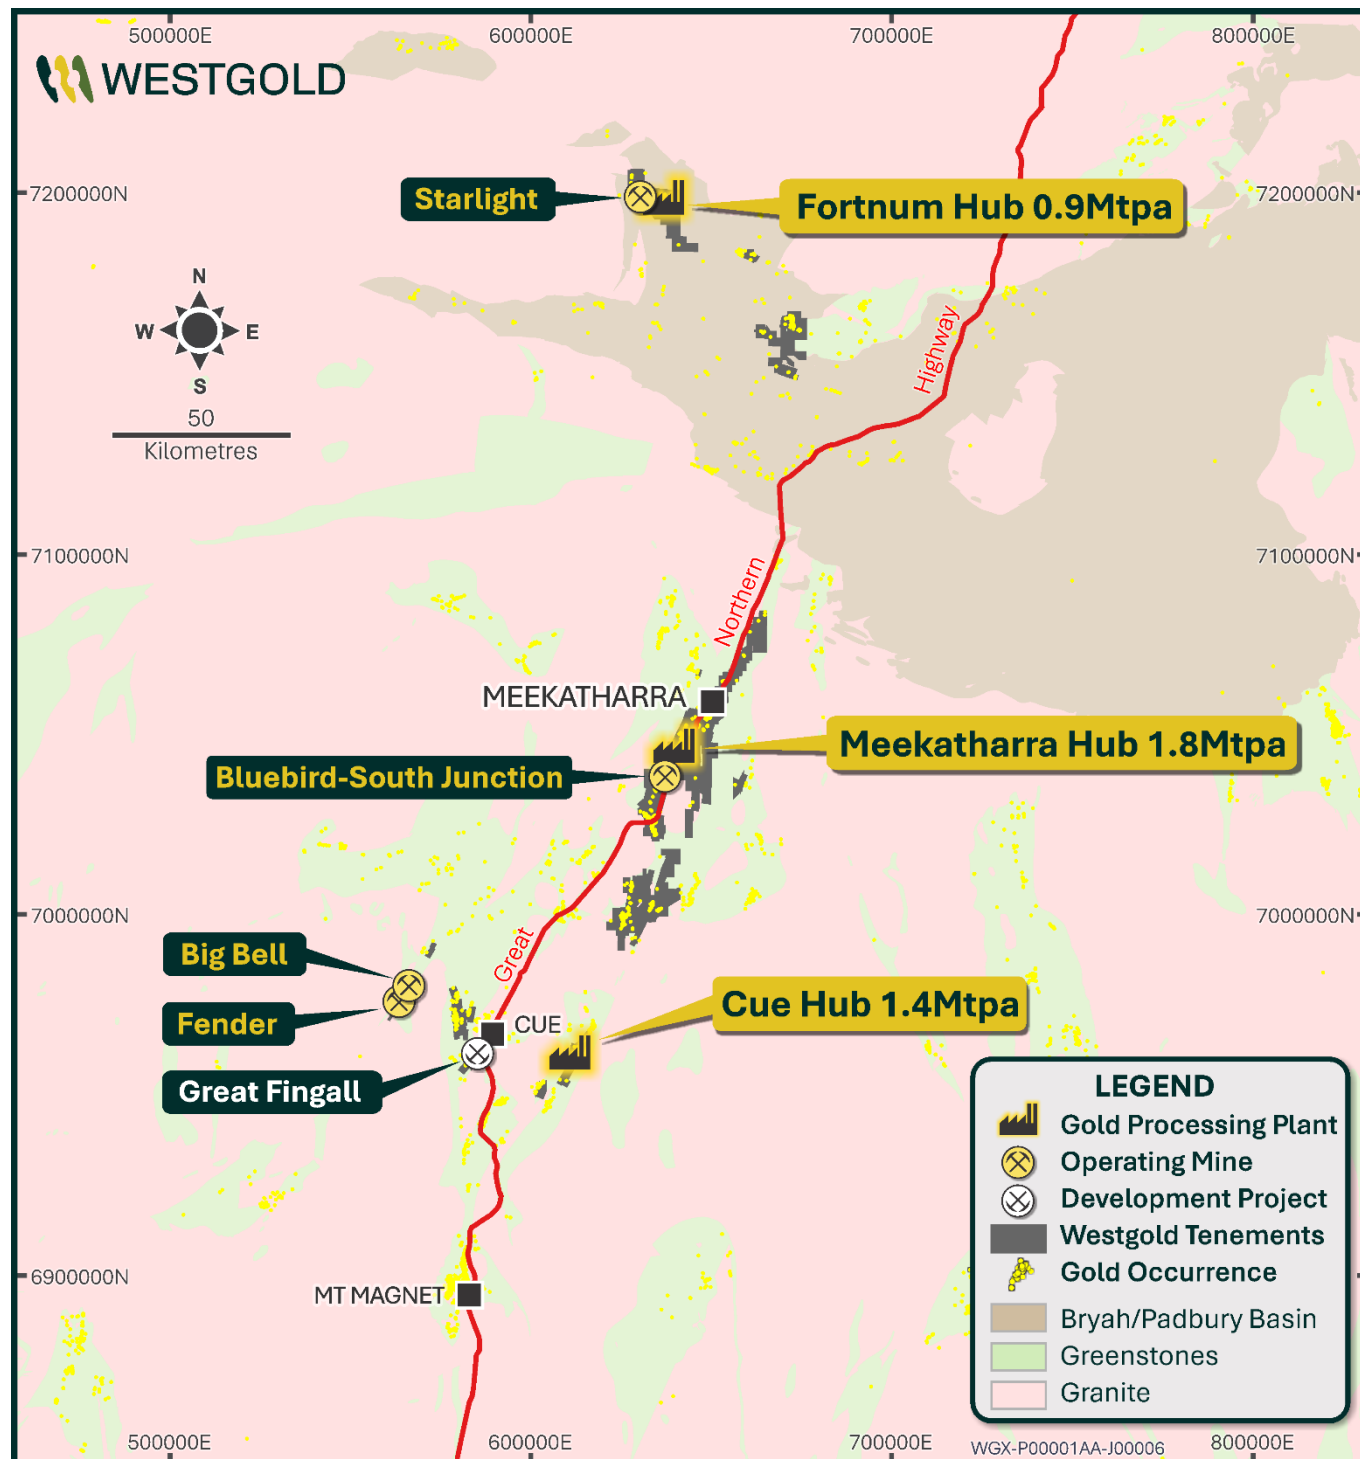 500000E
600000E
700000E
800000E
WESTGOLD
7200000N
7200000N
Starlight
Fortnum Hub 0.9Mtpa
N
W
E
S
50
Kilometres
Highway
7100000N
7100000N
Northern
MEEKATHARRA
Meekatharra Hub 1.8Mtpa
Bluebird-South Junction
7000000N
7000000N
Great
Big Bell
Fender
Cue Hub 1.4Mtpa
CUE
Great Fingall
LEGEND
Gold Processing Plant
Operating Mine
Development Project
Westgold Tenements
Gold Occurrence
Bryah/Padbury Basin
Greenstones
Granite
6900000N
MT MAGNET
500000E
600000E
700000E
800000E
WGX-P00001AA-J00006